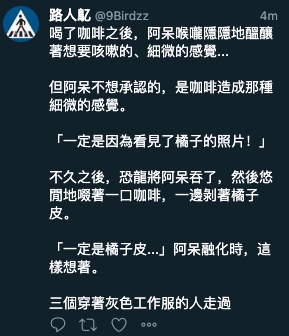 路人㐂 @9Birdzz 4m
喝了咖啡之後，阿呆喉嚨隱隱地醞釀
著想要咳嗽的、細微的感覺...
但阿呆不想承認的，是咖啡造成那種
細微的感覺。
「一定是因為看見了橘子的照片！」
不久之後，恐龍將阿呆吞了，然後悠
閒地啜著一口咖啡，一邊剝著橘子
皮。
「一定是橘子皮...」阿呆融化時，這
樣想著。
三個穿著灰色工作服的人走過